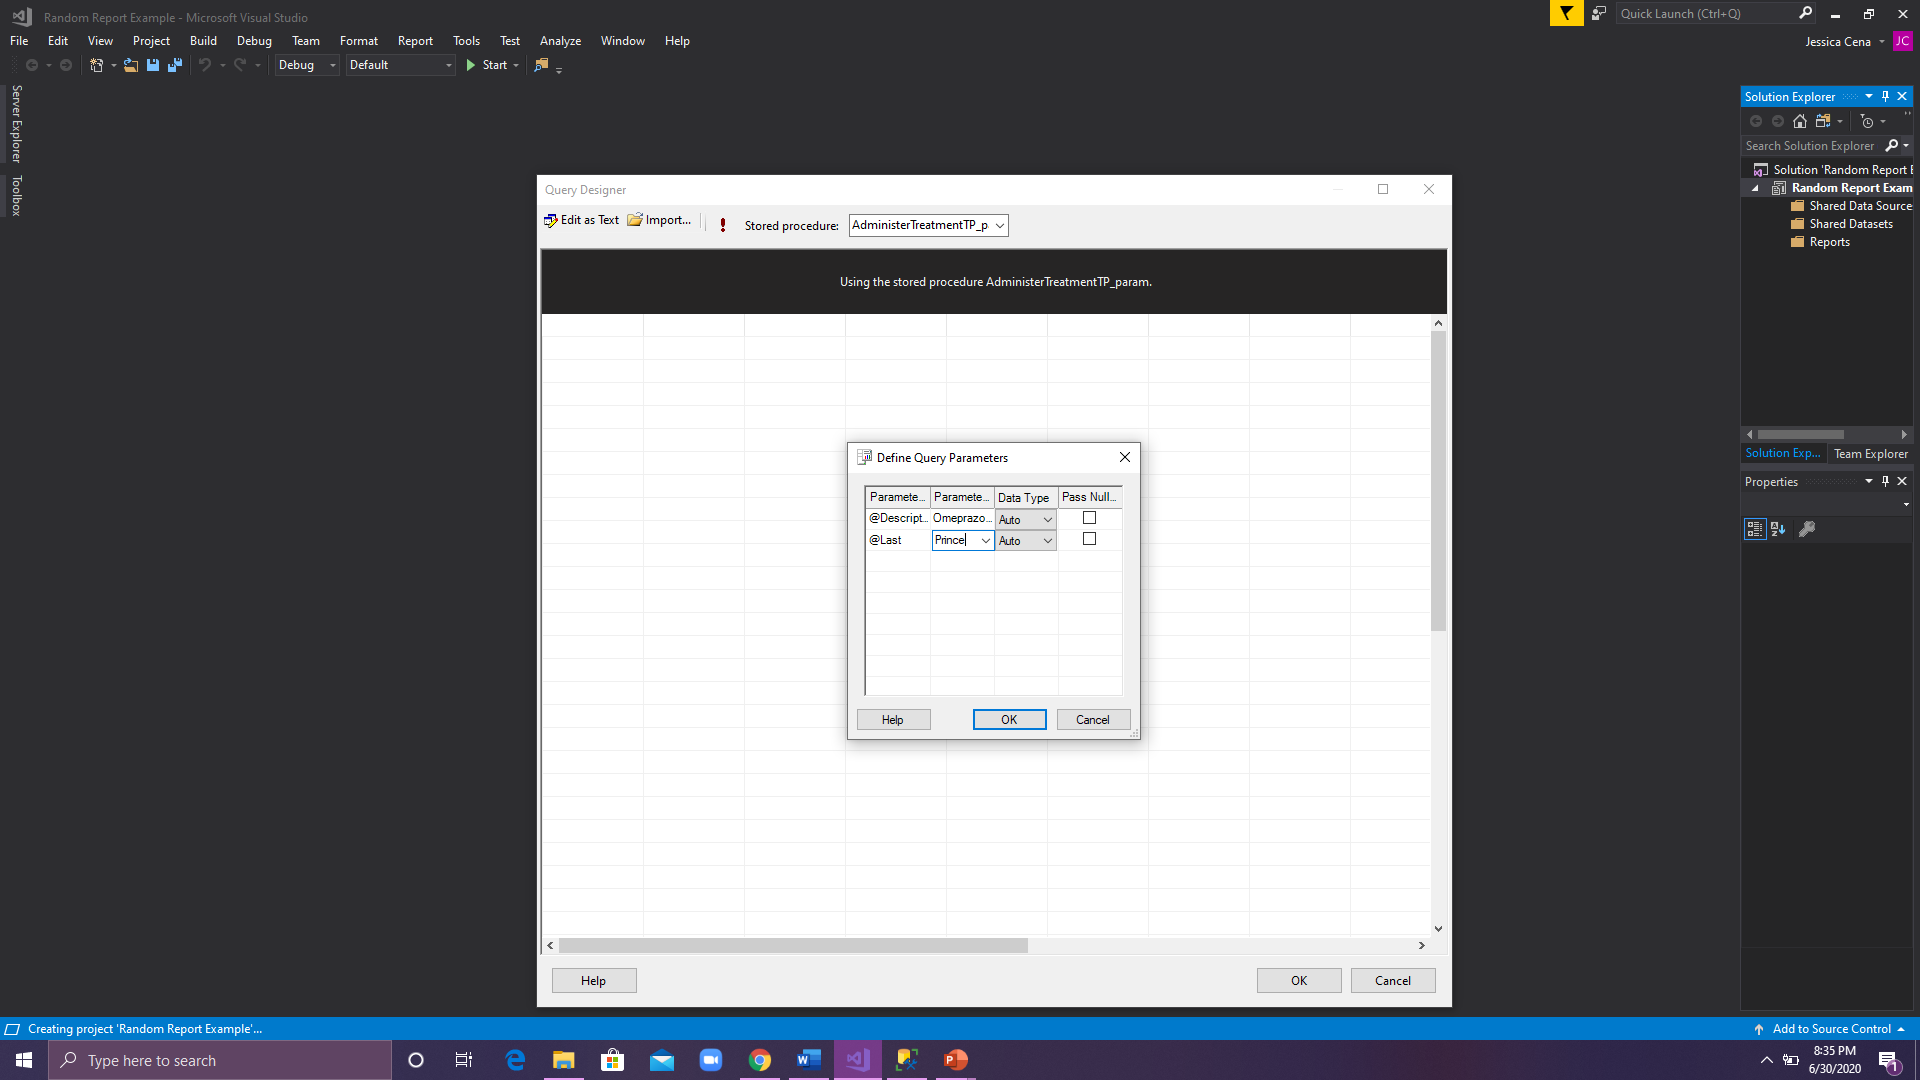 Random Report Example - Microsoft Visual Studio
Quick Launch (Ctrl+Q)
File Edit View Project Build Debug Team Format Report Tools Test Analyze Window Help
Jessica Cena JC
Debug Default Start
Server Explorer
Toolbox
Solution Explorer
Search Solution Explorer
Solution 'Random Report E
Random Report Exam
Shared Data Source
Shared Datasets
Reports
Solution Exp... Team Explorer
Properties
Query Designer
Edit as Text Import... Stored procedure: AdministerTreatmentTP_p
Using the stored procedure AdministerTreatmentTP_param.
Define Query Parameters
Paramete... Paramete... Data Type Pass Null...
@Descript... Omeprazo... Auto
@Last Prince Auto
Help OK Cancel
Help OK Cancel
Creating project 'Random Report Example'...
Add to Source Control
Type here to search
8:35 PM
6/30/2020
1